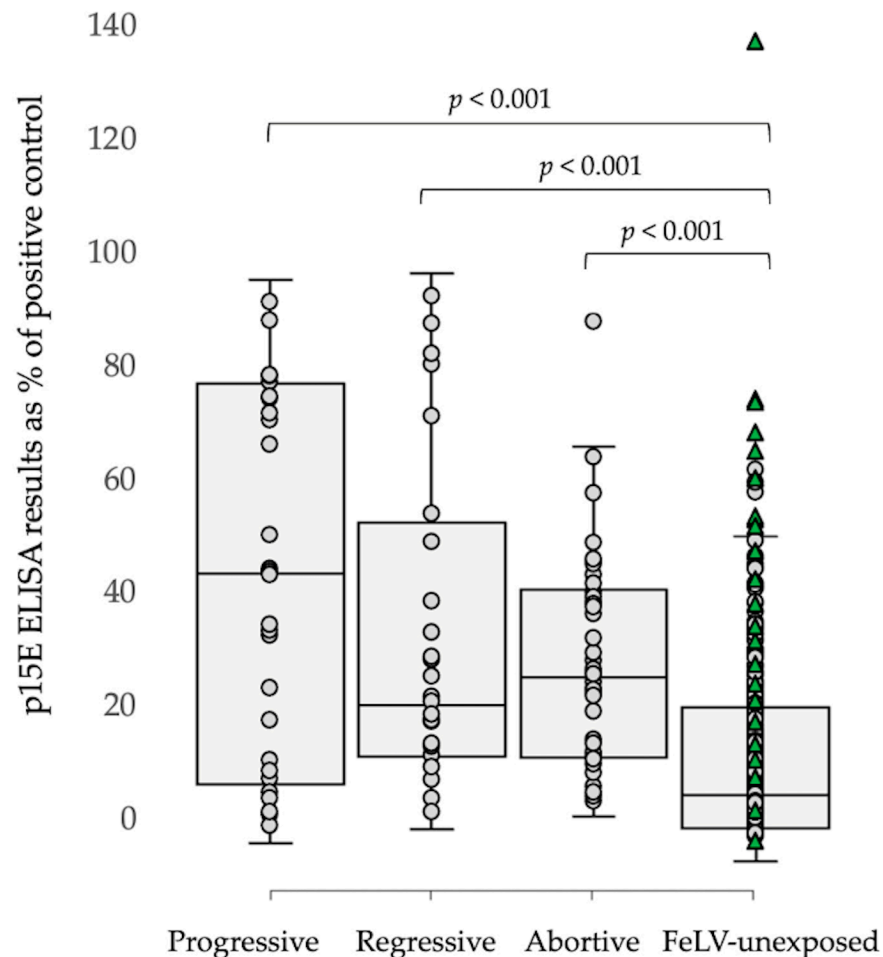 p15E ELISA results as % of positive control
140
120
100
80
60
40
20
0
p < 0.001
p < 0.001
p < 0.001
Progressive
Regressive
Abortive
FeLV-unexposed